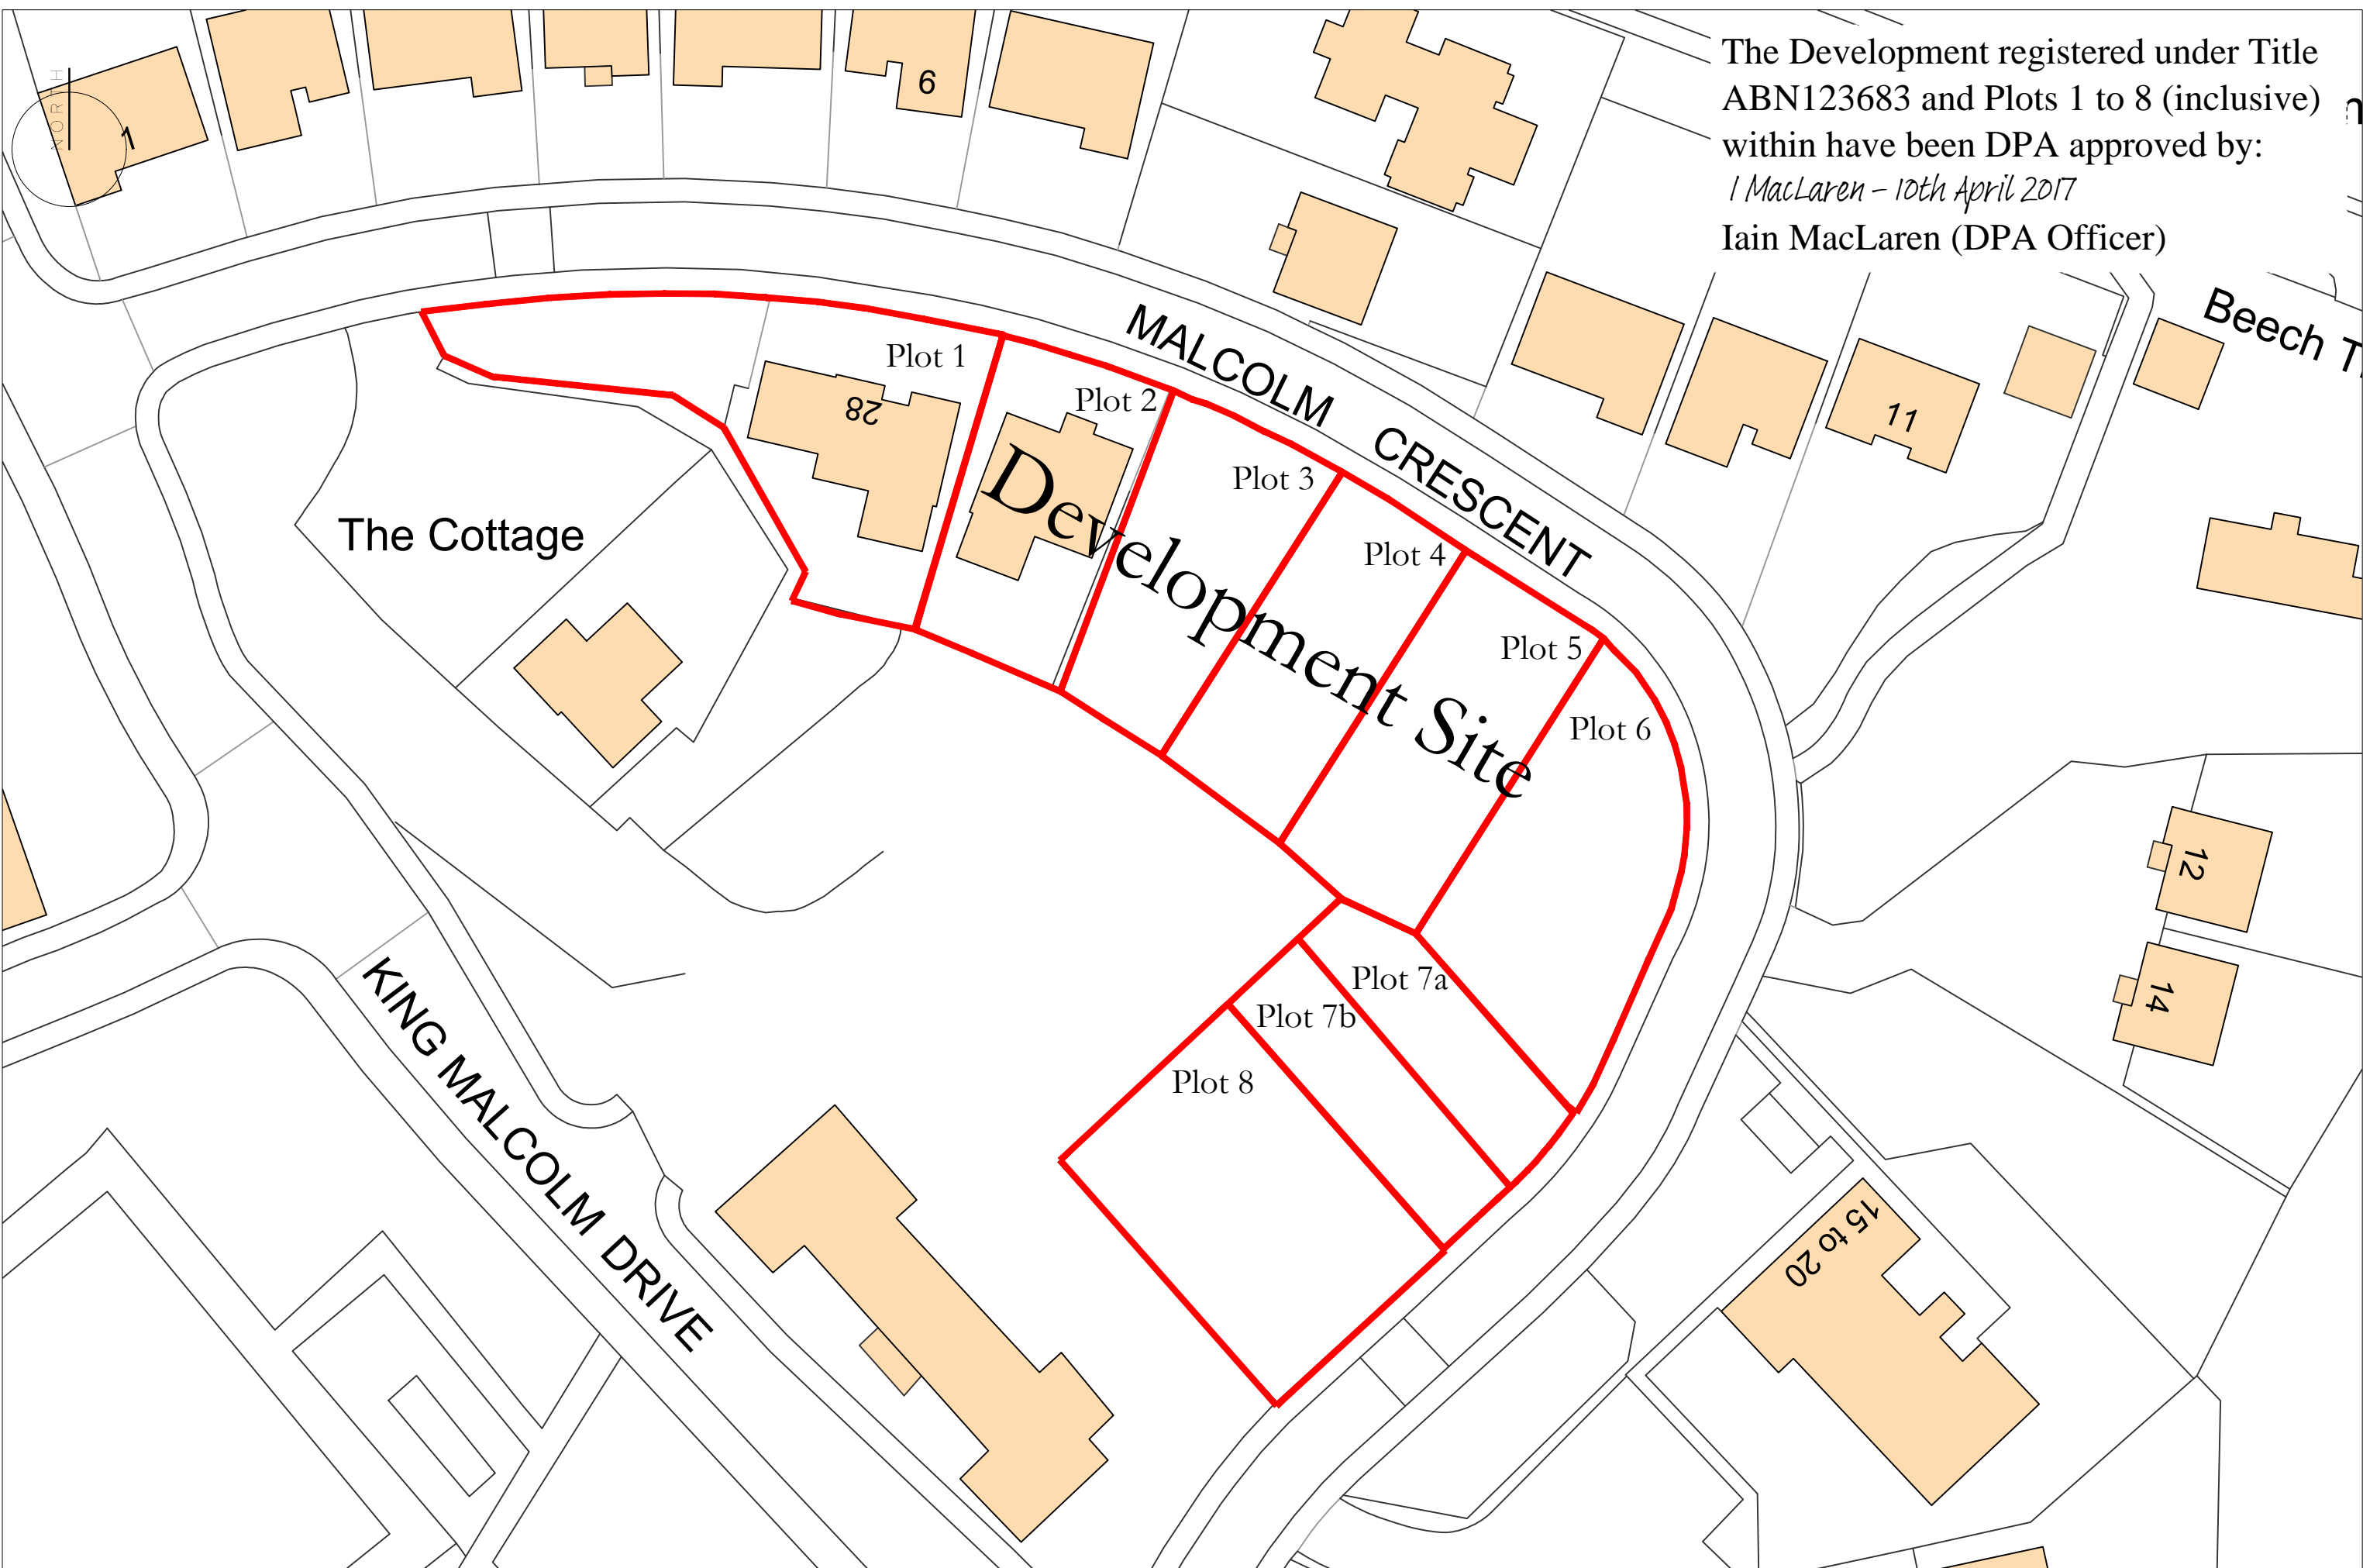 The Development registered under Title
ABN123683 and Plots 1 to 8 (inclusive)
within have been DPA approved by:
I MacLaren – 10th April 2017
Iain MacLaren (DPA Officer)
NORTH
1
6
28
11
12
14
15 to 20
Beech T
MALCOLM CRESCENT
The Cottage
Development Site
Plot 1
Plot 2
Plot 3
Plot 4
Plot 5
Plot 6
Plot 7a
Plot 7b
Plot 8
KING MALCOLM DRIVE